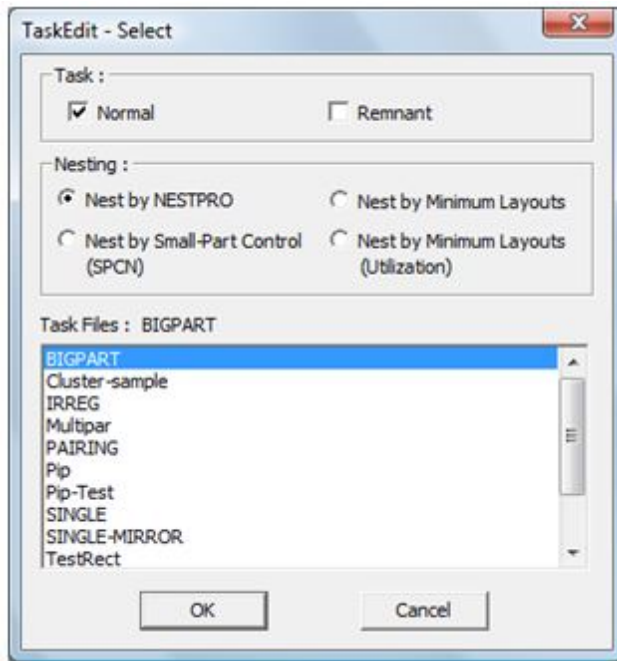 TaskEdit - Select
Task :
Normal
Remnant
Nesting :
Nest by NESTPRO
Nest by Minimum Layouts
Nest by Small-Part Control
(SPCN)
Nest by Minimum Layouts
(Utilization)
Task Files : BIGPART
BIGPART
Cluster-sample
IRREG
Multipar
PAIRING
Pip
Pip-Test
SINGLE
SINGLE-MIRROR
TestRect
OK
Cancel